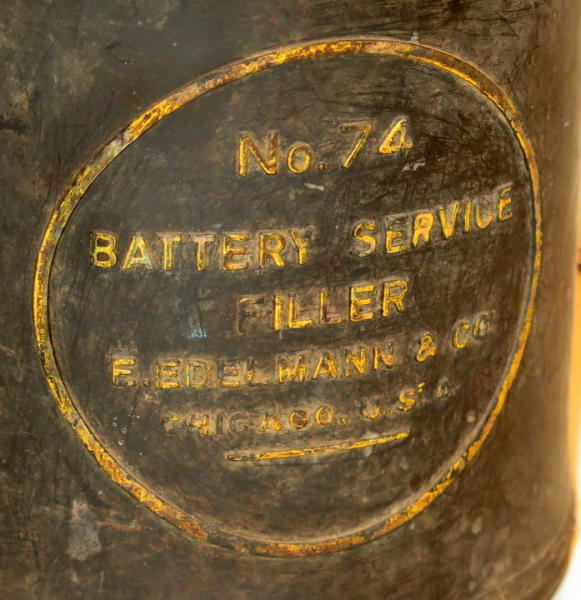 No. 74
BATTERY SERVICE
FILLER
E. EDELMANN & CO
CHICAGO. U.S.A.